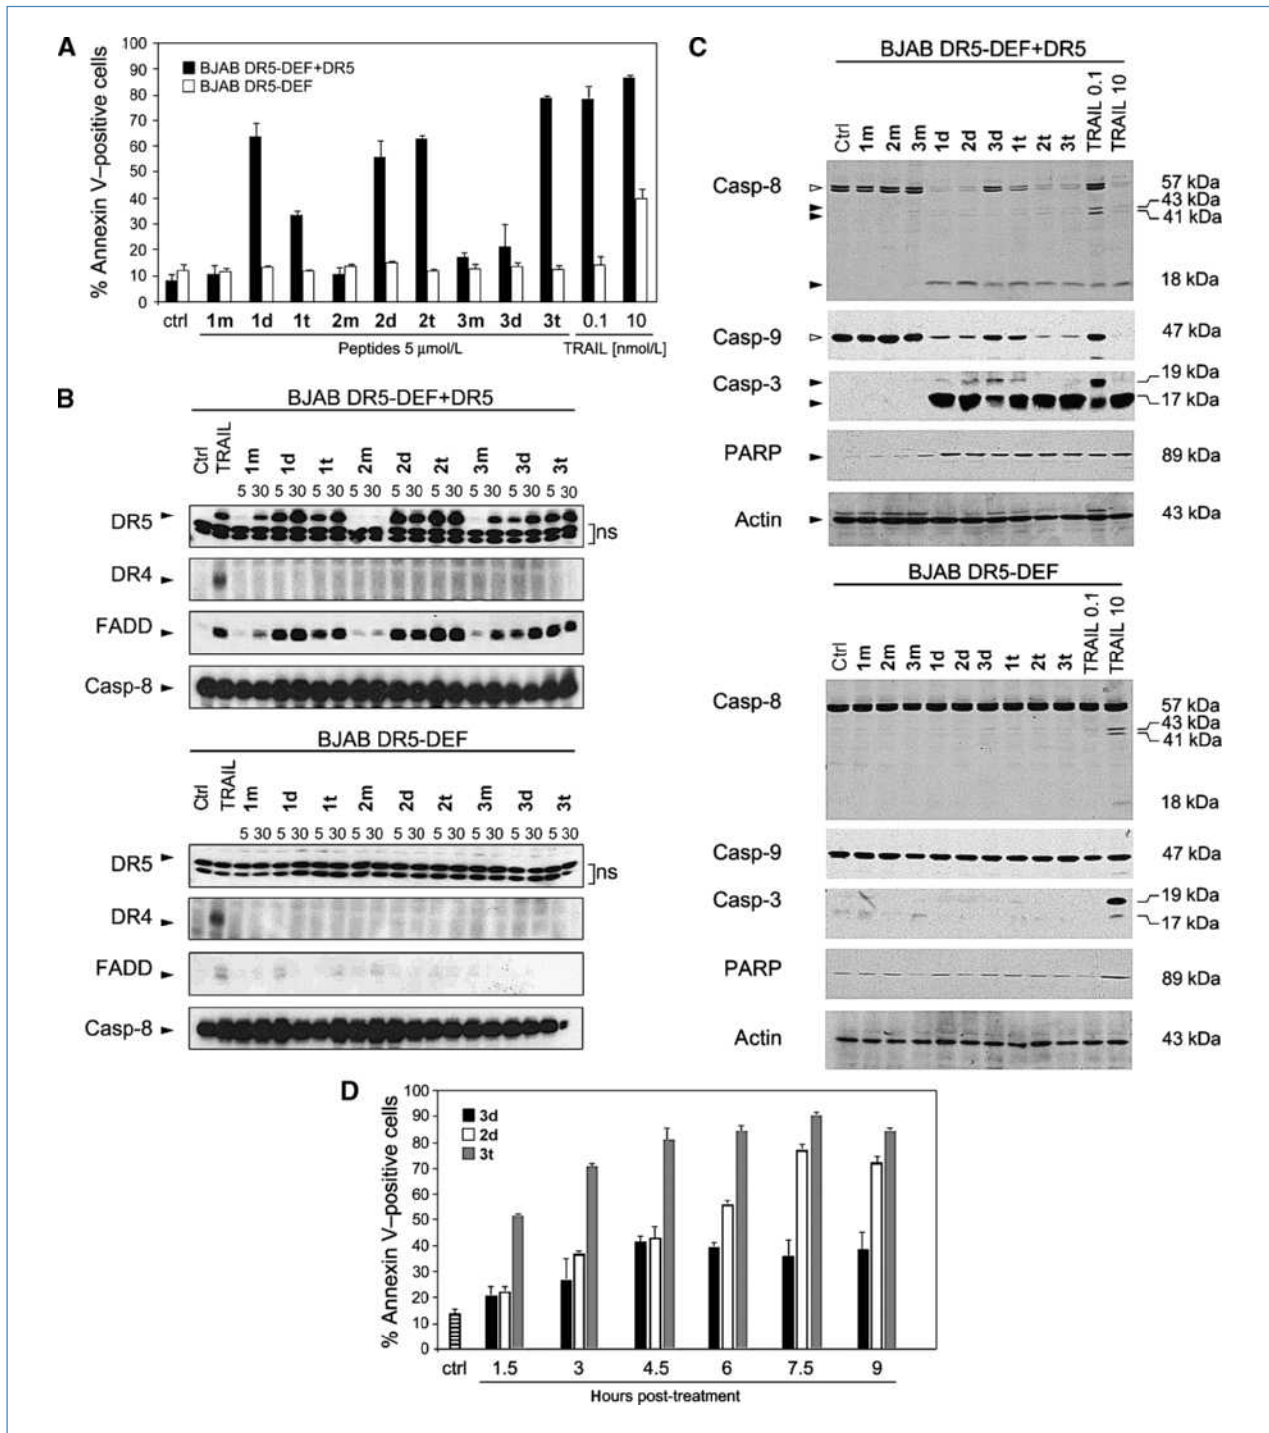 A
% Annexin V–positive cells
100
90
80
70
60
50
40
30
20
10
0
BJAB DR5-DEF+DR5
BJAB DR5-DEF
ctrl 1m 1d 1t 2m 2d 2t 3m 3d 3t 0.1 10
Peptides 5 µmol/L TRAIL [nmol/L]
B
BJAB DR5-DEF+DR5
Ctrl TRAIL 1m 1d 1t 2m 2d 2t 3m 3d 3t
5 30 5 30 5 30 5 30 5 30 5 30 5 30 5 30 5 30
DR5 ns
DR4
FADD
Casp-8
BJAB DR5-DEF
Ctrl TRAIL 1m 1d 1t 2m 2d 2t 3m 3d 3t
5 30 5 30 5 30 5 30 5 30 5 30 5 30 5 30 5 30
DR5 ns
DR4
FADD
Casp-8
C
BJAB DR5-DEF+DR5
Ctrl 1m 2m 3m 1d 2d 3d 1t 2t 3t TRAIL 0.1 TRAIL 10
Casp-8 57 kDa
43 kDa
41 kDa
18 kDa
Casp-9 47 kDa
Casp-3 19 kDa
17 kDa
PARP 89 kDa
Actin 43 kDa
BJAB DR5-DEF
Ctrl 1m 2m 3m 1d 2d 3d 1t 2t 3t TRAIL 0.1 TRAIL 10
Casp-8 57 kDa
43 kDa
41 kDa
18 kDa
Casp-9 47 kDa
Casp-3 19 kDa
17 kDa
PARP 89 kDa
Actin 43 kDa
D
% Annexin V–positive cells
100
90
80
70
60
50
40
30
20
10
0
3d
2d
3t
ctrl 1.5 3 4.5 6 7.5 9
Hours post-treatment